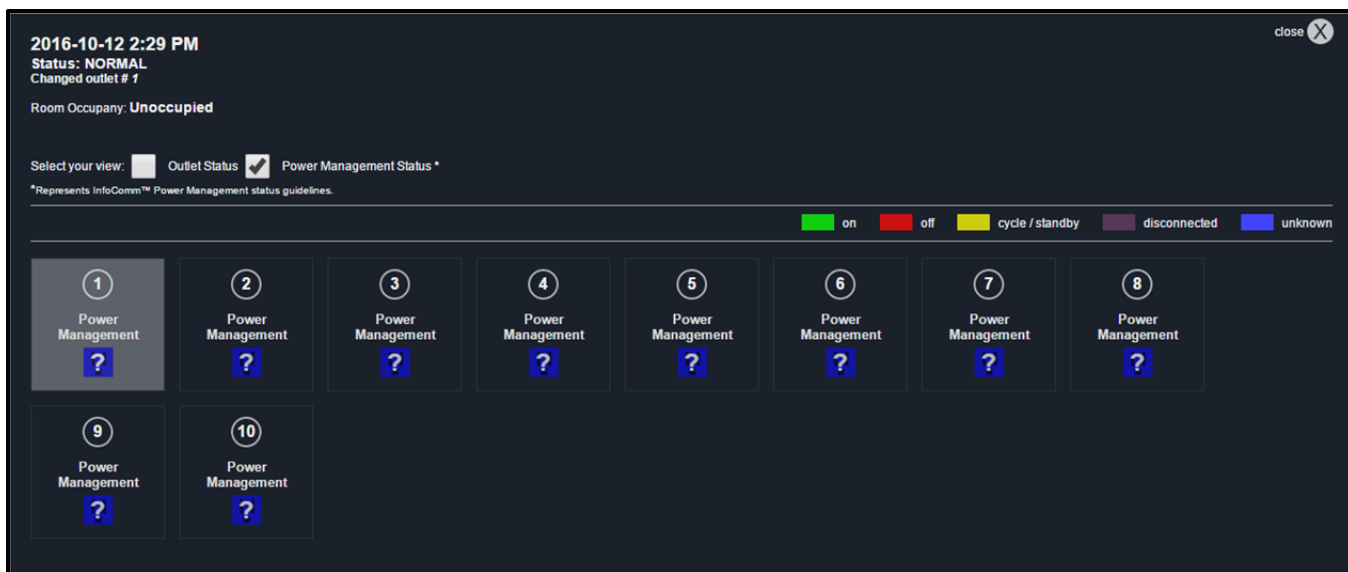 close X
2016-10-12 2:29 PM
Status: NORMAL
Changed outlet # 1
Room Occupany: Unoccupied
Select your view: Outlet Status Power Management Status *
*Represents InfoComm™ Power Management status guidelines.
on off cycle / standby disconnected unknown
1 2 3 4 5 6 7 8
Power Power Power Power Power Power Power Power
Management Management Management Management Management Management Management Management
? ? ? ? ? ? ? ?
9 10
Power Power
Management Management
? ?